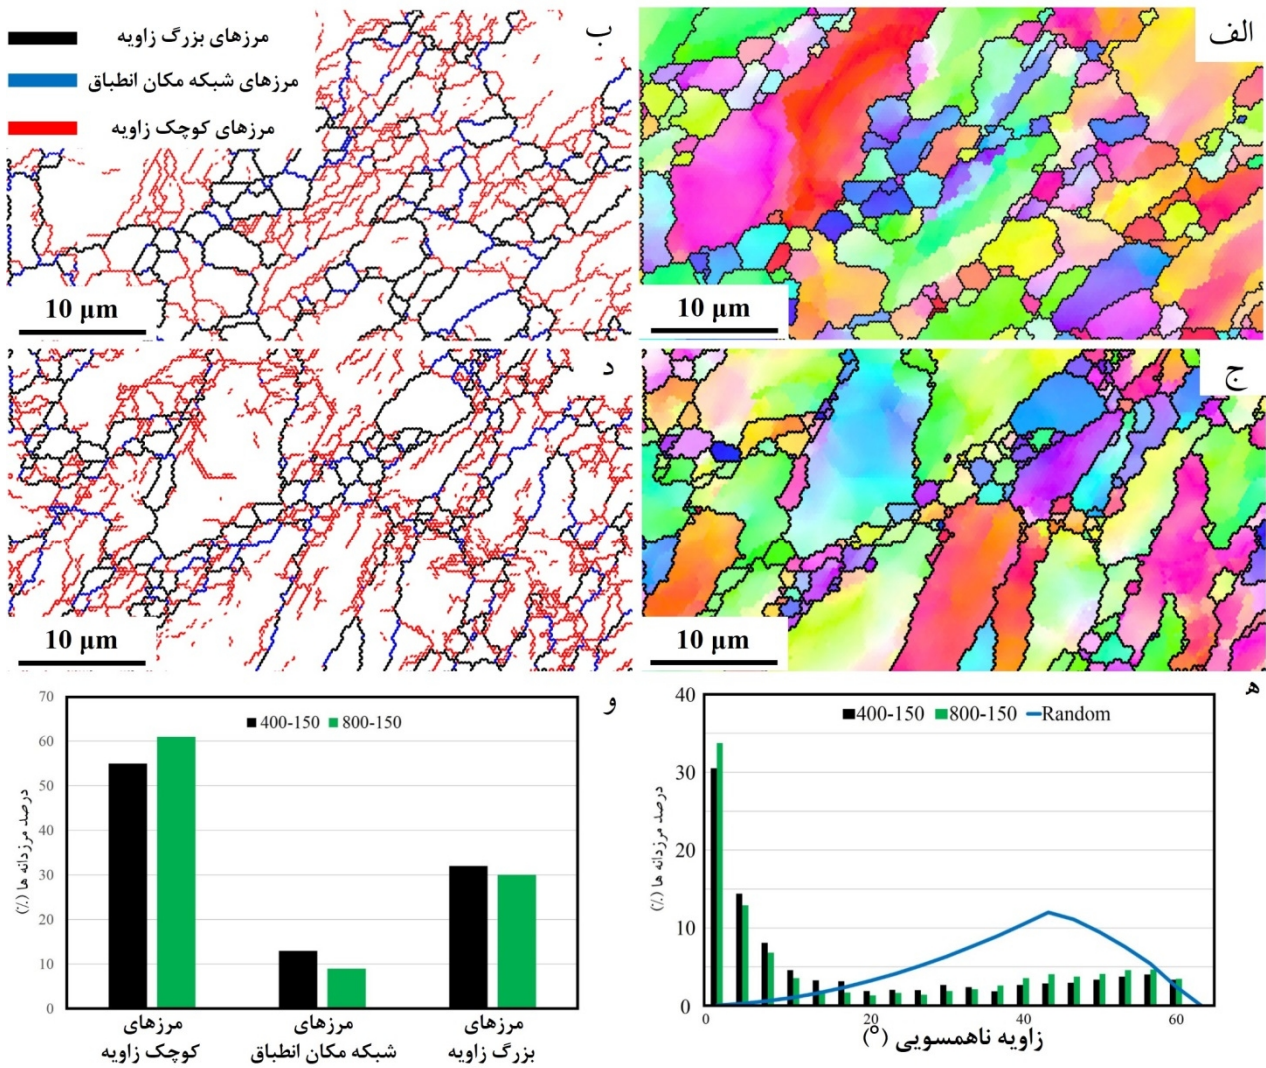 الف
ب
مرزهای بزرگ زاویه
مرزهای شبکه مکان انطباق
مرزهای کوچک زاویه
10 µm
10 µm
ج
د
10 µm
10 µm
ه
40
30
20
10
0
400-150 800-150 Random
درصد مرزدانه ها (٪)
0 20 40 60
زاویه ناهمسویی (°)
و
70
60
50
40
30
20
10
0
400-150 800-150
درصد مرزدانه ها (٪)
مرزهای
کوچک زاویه
مرزهای
شبکه مکان انطباق
مرزهای
بزرگ زاویه